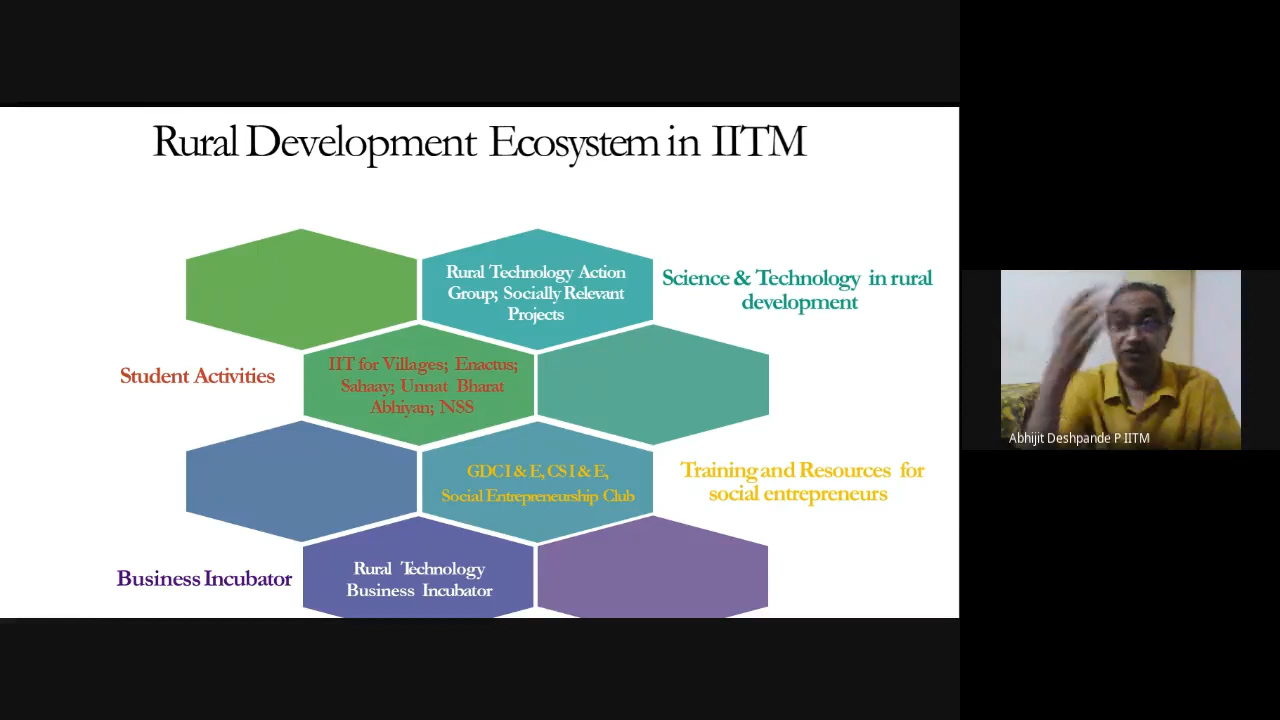 Rural Development Ecosystem in IITM
Rural Technology Action
Group; Socially Relevant
Projects
Science & Technology in rural
development
Student Activities
IIT for Villages; Enactus;
Sahaay; Unnat Bharat
Abhiyan; NSS
GDC I & E, CSI & E,
Social Entrepreneurship Club
Training and Resources for
social entrepreneurs
Business Incubator
Rural Technology
Business Incubator
Abhijit Deshpande P IITM